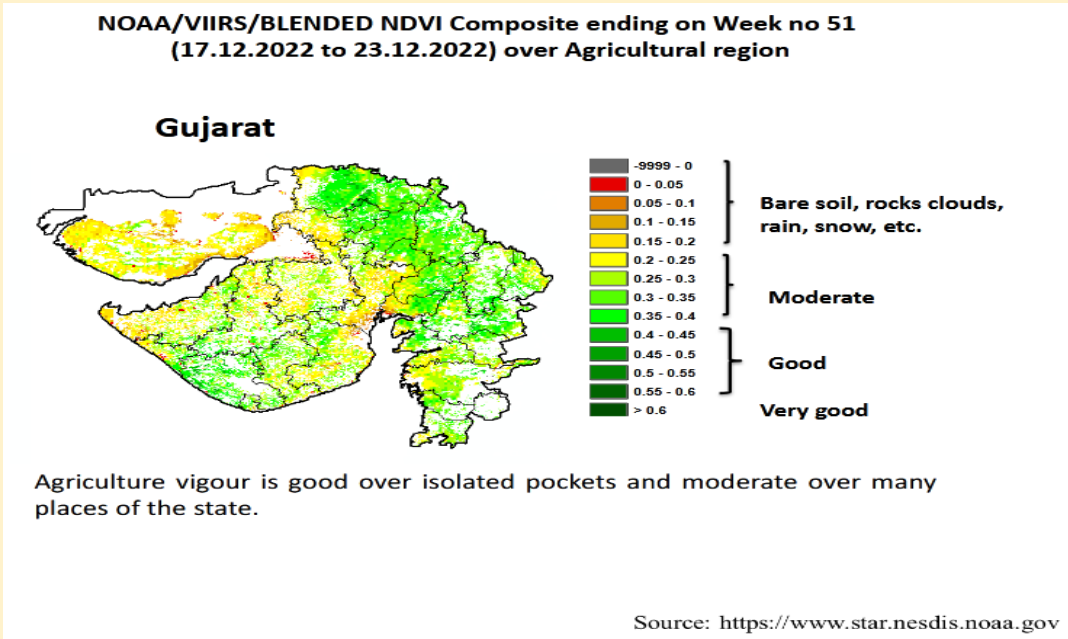 NOAA/VIIRS/BLENDED NDVI Composite ending on Week no 51
(17.12.2022 to 23.12.2022) over Agricultural region
Gujarat
-9999 - 0
0 - 0.05
0.05 - 0.1
0.1 - 0.15
0.15 - 0.2
0.2 - 0.25
0.25 - 0.3
0.3 - 0.35
0.35 - 0.4
0.4 - 0.45
0.45 - 0.5
0.5 - 0.55
0.55 - 0.6
> 0.6
Bare soil, rocks clouds,
rain, snow, etc.
Moderate
Good
Very good
Agriculture vigour is good over isolated pockets and moderate over many
places of the state.
Source: https://www.star.nesdis.noaa.gov